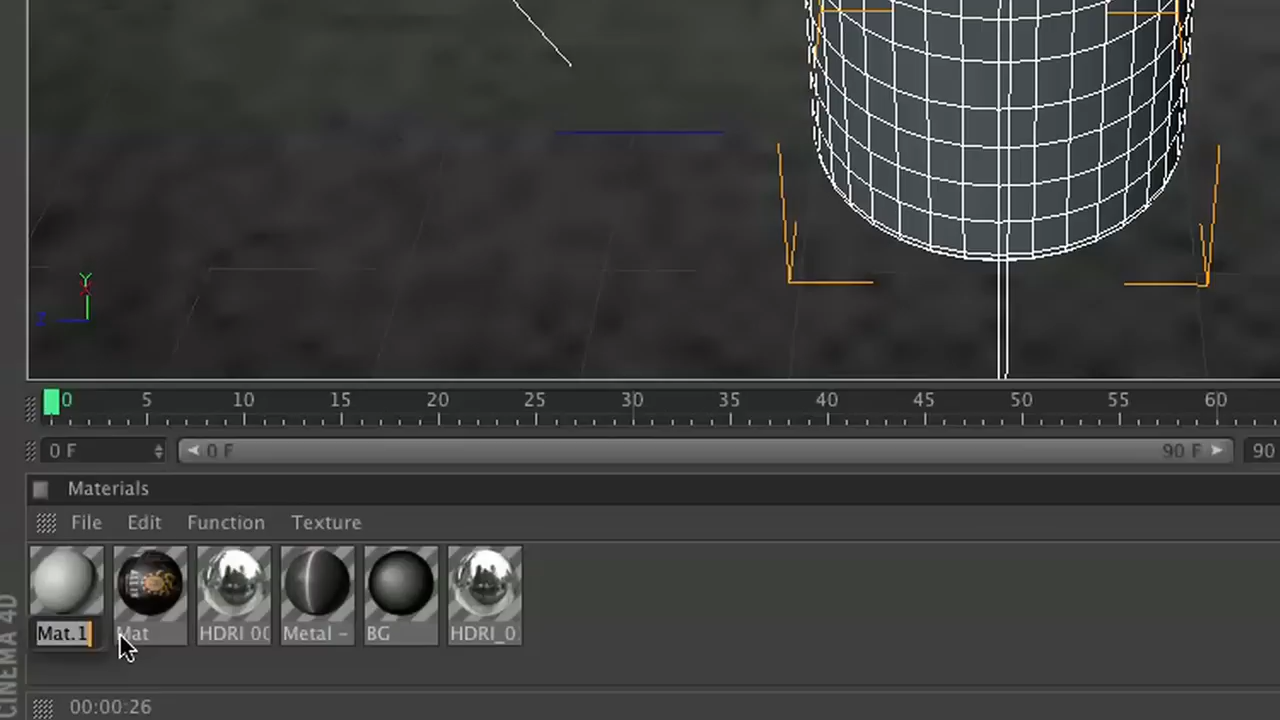 Y
X
Z
0 5 10 15 20 25 30 35 40 45 50 55 60
0 F 0 F 90 F 90
Materials
File Edit Function Texture
Mat.1 Mat HDRI 00 Metal - BG HDRI_0
CINEMA 4D
00:00:26